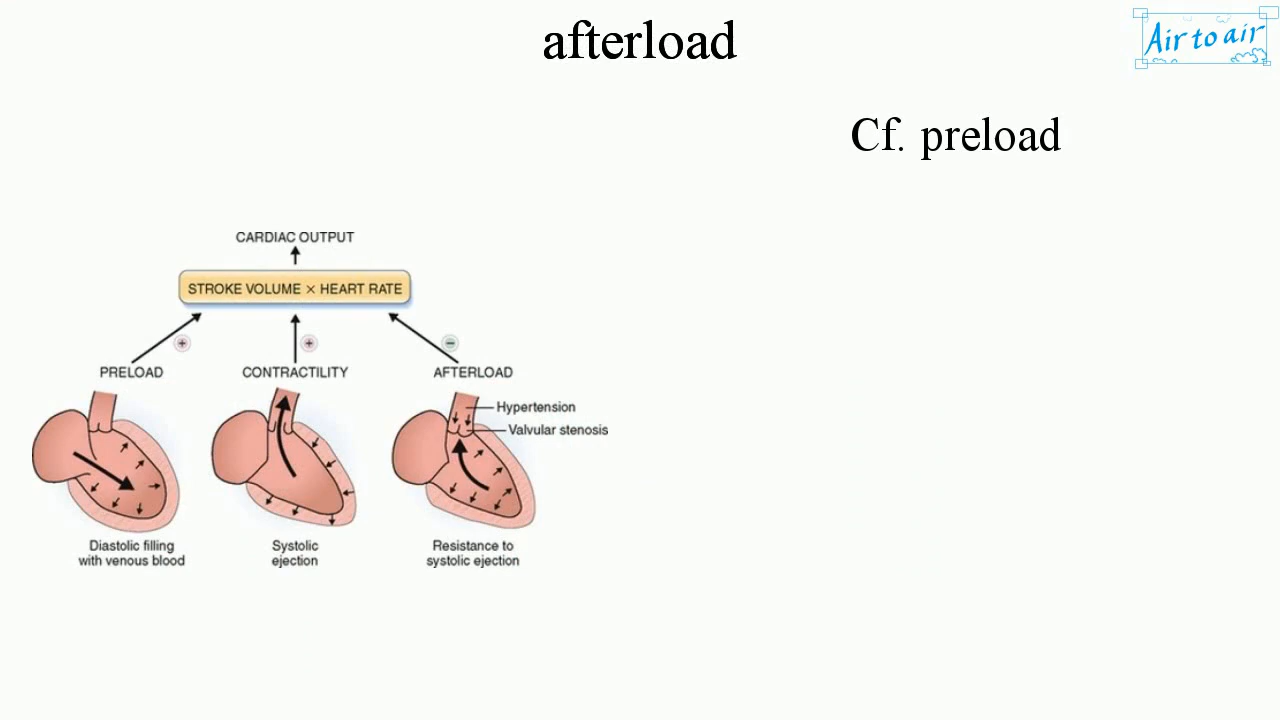 afterload
Air to air
Cf. preload
CARDIAC OUTPUT
STROKE VOLUME × HEART RATE
+
+
−
PRELOAD
CONTRACTILITY
AFTERLOAD
Hypertension
Valvular stenosis
Diastolic filling
with venous blood
Systolic
ejection
Resistance to
systolic ejection